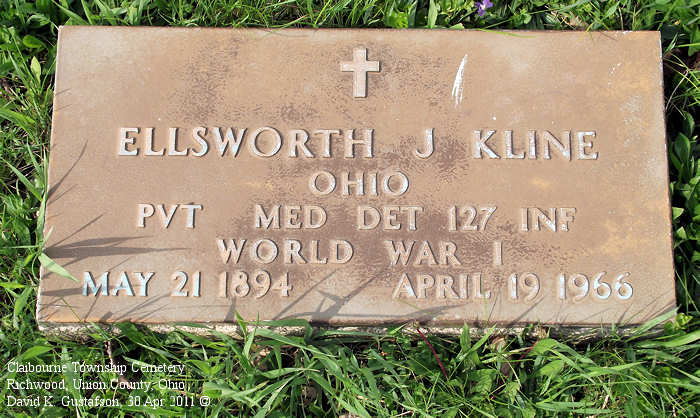 ELLSWORTH J KLINE
OHIO
PVT MED DET 127 INF
WORLD WAR I
MAY 21 1894 APRIL 19 1966
Claibourne Township Cemetery
Richwood, Union County, Ohio
David K. Gustafson, 30 Apr 2011 ©